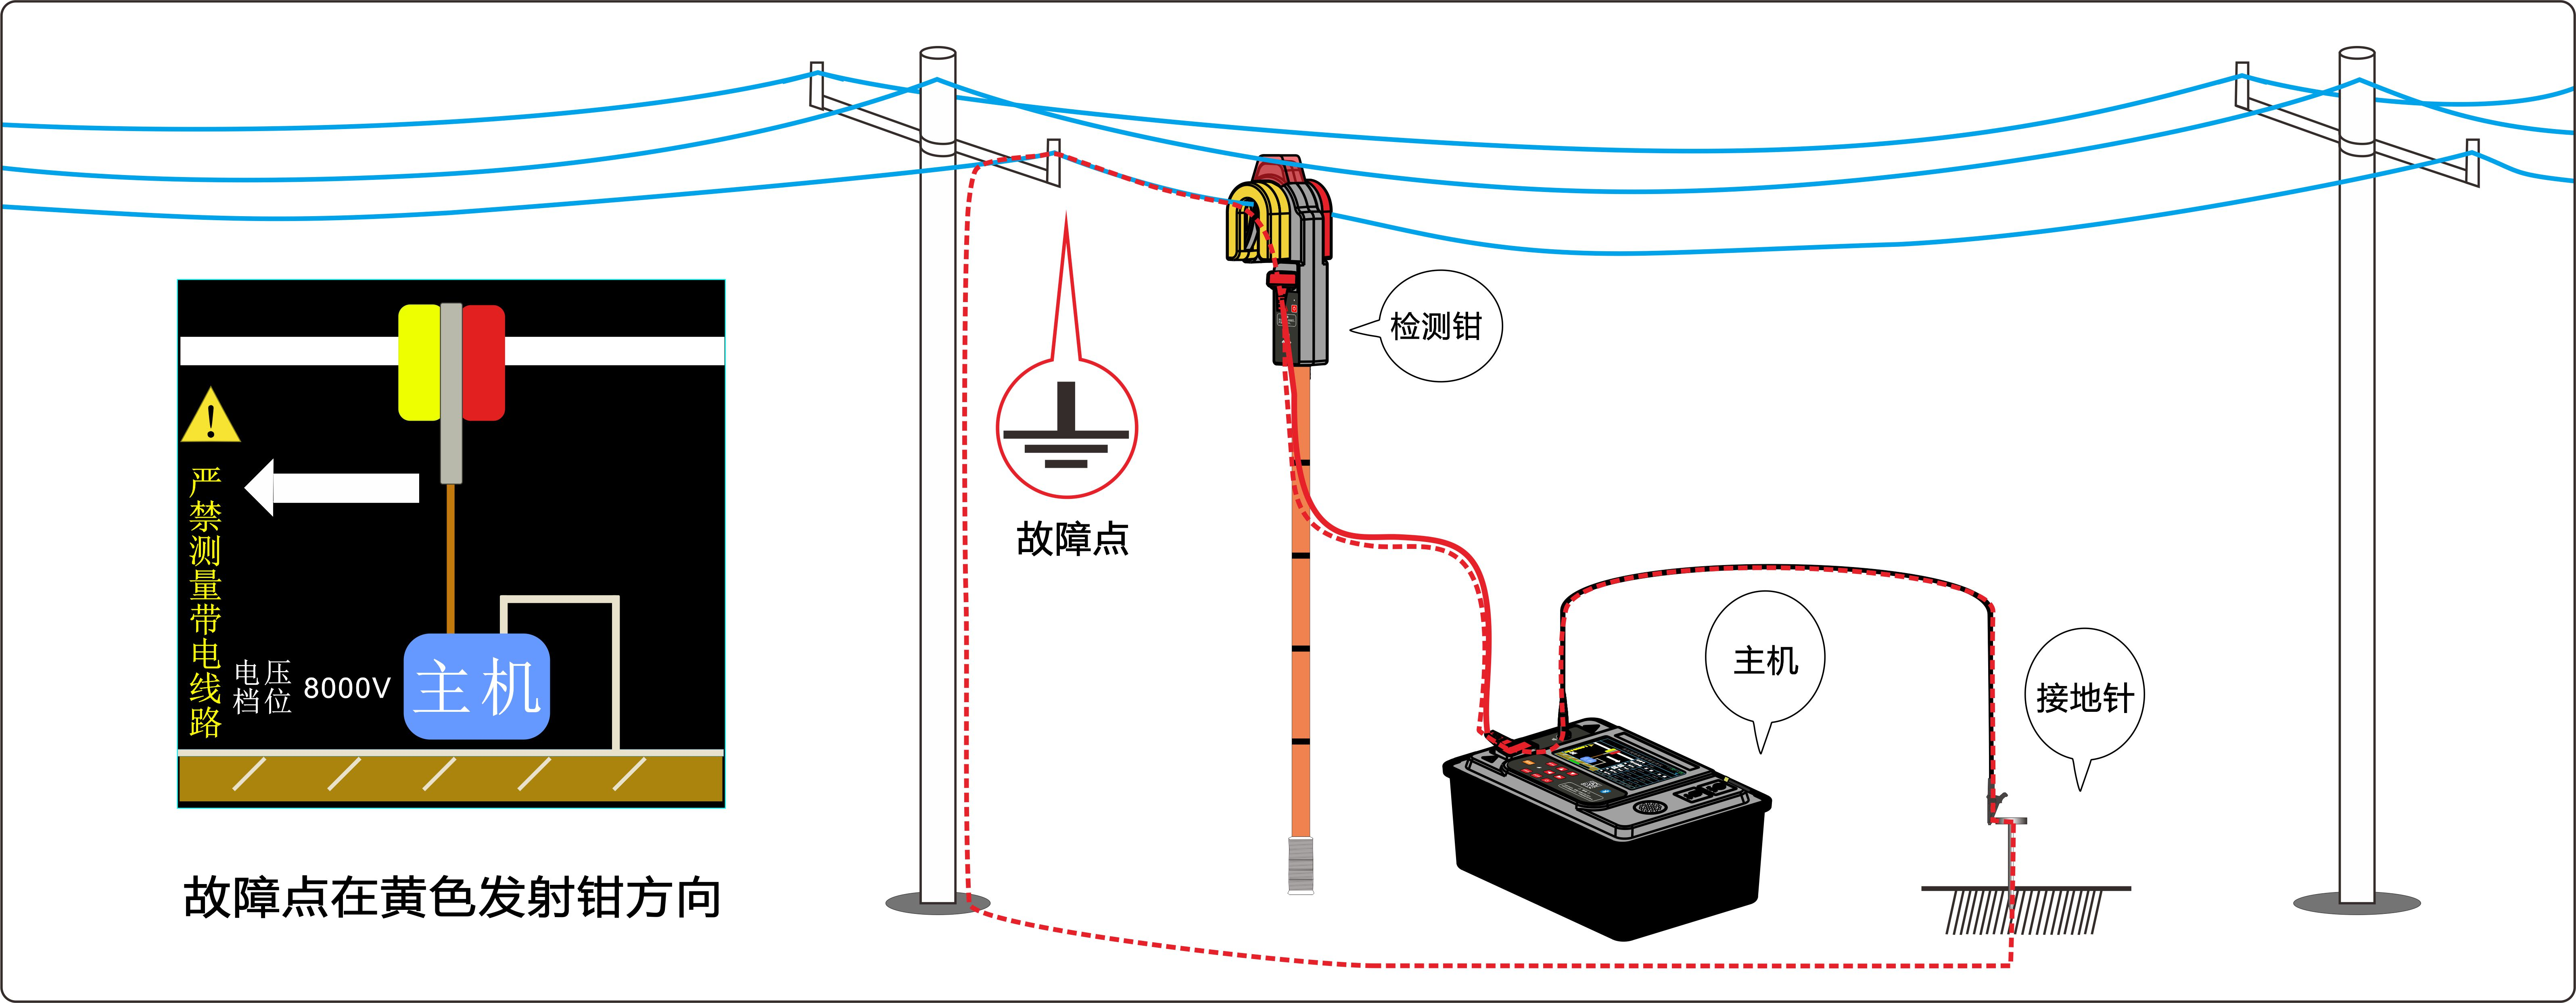 检测钳
故障点
严禁测量带电线路
电压
档位
8000V
主机
主机
接地针
故障点在黄色发射钳方向